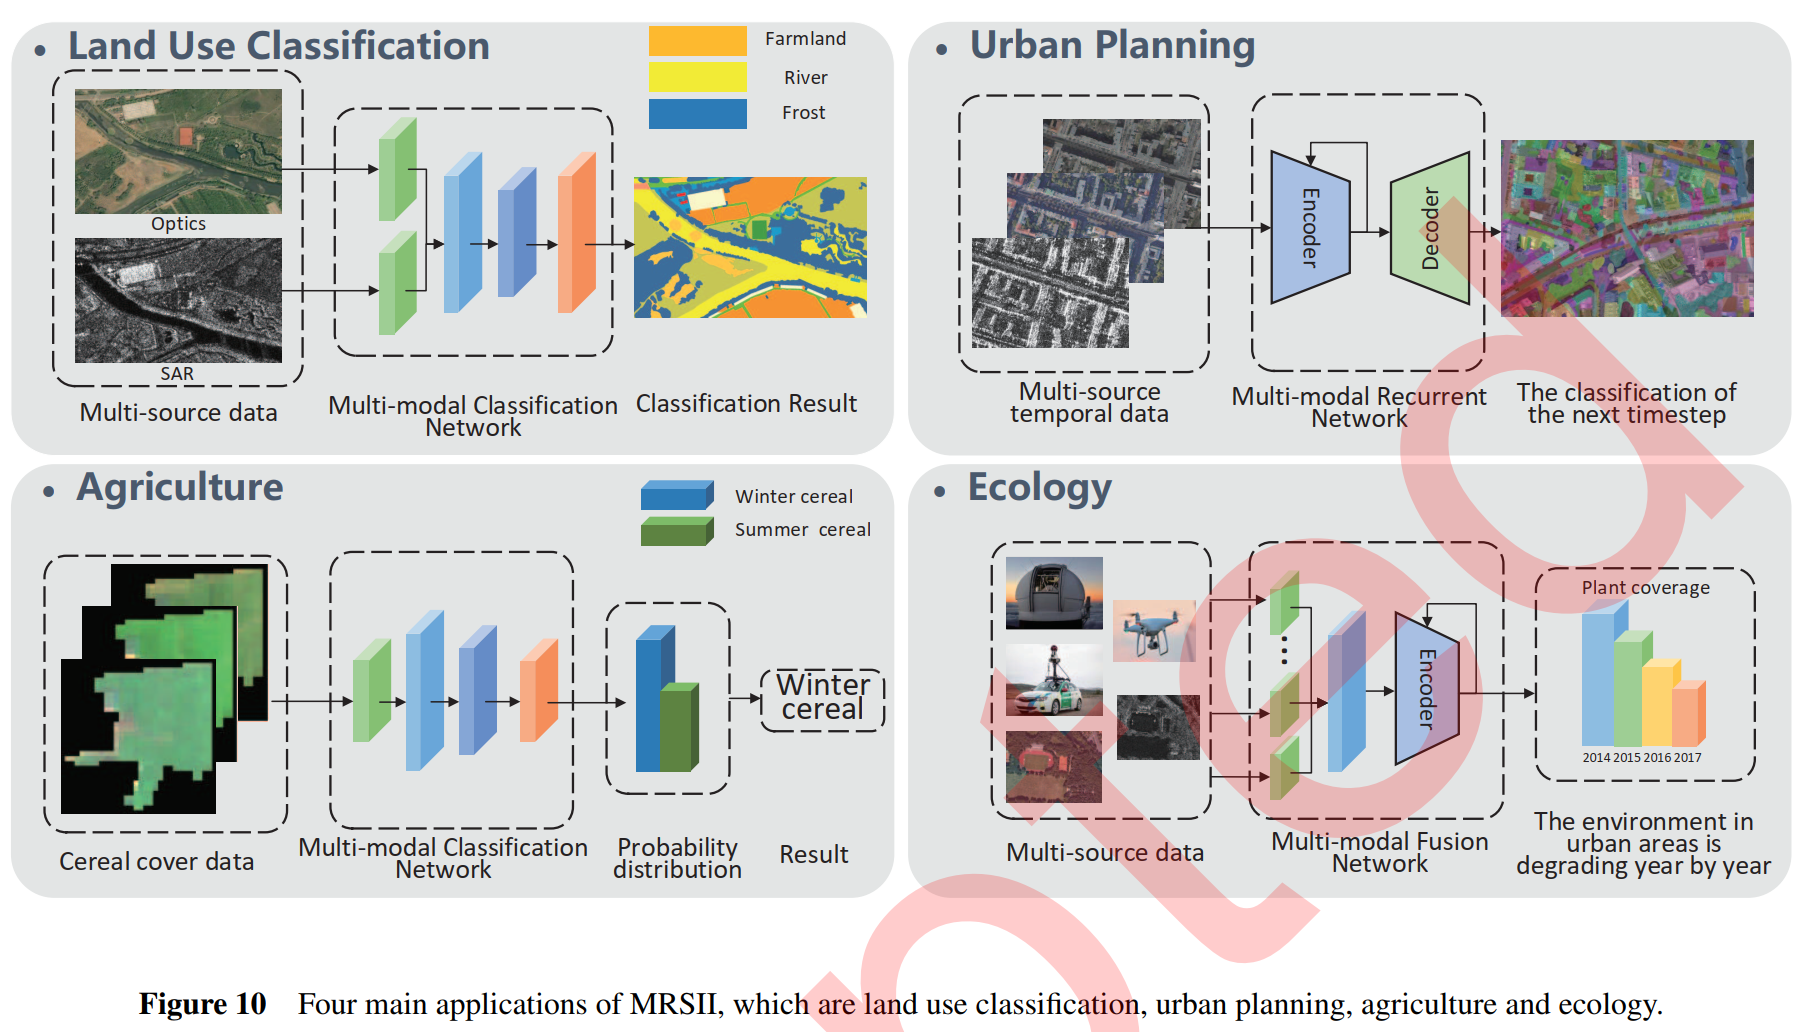 • Land Use Classification
Farmland
River
Frost
Optics
SAR
Multi-source data
Multi-modal Classification
Network
Classification Result
• Urban Planning
Encoder
Decoder
Multi-source
temporal data
Multi-modal Recurrent
Network
The classification of
the next timestep
• Agriculture
Winter cereal
Summer cereal
Winter
cereal
Cereal cover data
Multi-modal Classification
Network
Probability
distribution
Result
• Ecology
Encoder
Plant coverage
2014 2015 2016 2017
Multi-source data
Multi-modal Fusion
Network
The environment in
urban areas is
degrading year by year
Figure 10 Four main applications of MRSII, which are land use classification, urban planning, agriculture and ecology.